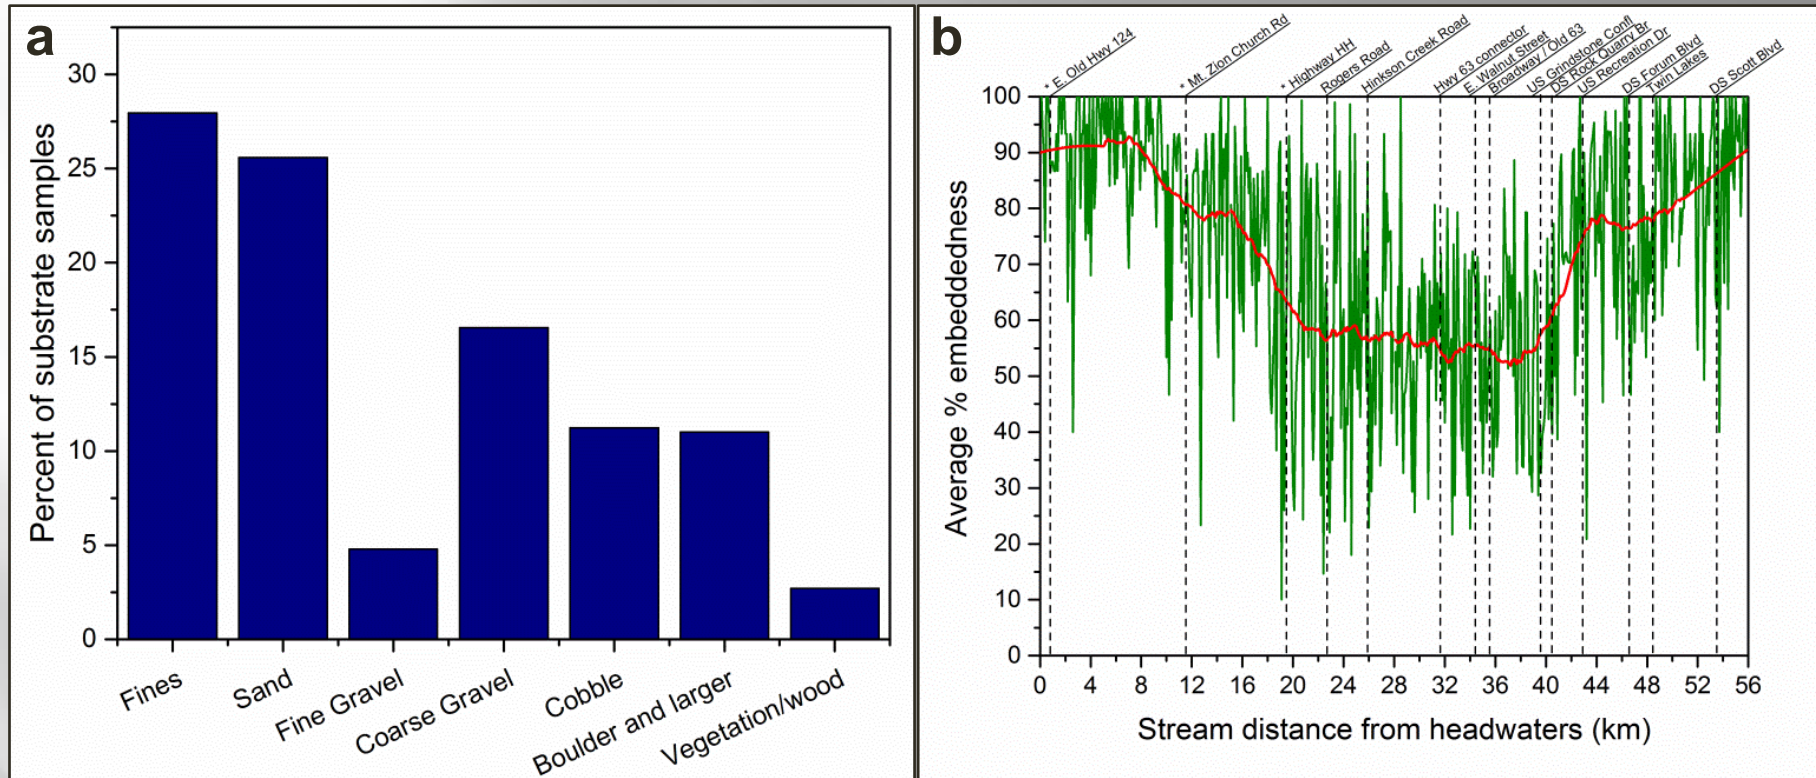 a
Percent of substrate samples
30
25
20
15
10
5
0
Fines
Sand
Fine Gravel
Coarse Gravel
Cobble
Boulder and larger
Vegetation/wood
b
* E. Old Hwy 124
* Mt. Zion Church Rd
* Highway HH
Rogers Road
Hinkson Creek Road
Hwy 63 connector
E. Walnut Street
Broadway / Old 63
US Grindstone Confl
DS Rock Quarry Br
US Recreation Dr
DS Forum Blvd
Twin Lakes
DS Scott Blvd
Average % embeddedness
100
90
80
70
60
50
40
30
20
10
0
0 4 8 12 16 20 24 28 32 36 40 44 48 52 56
Stream distance from headwaters (km)